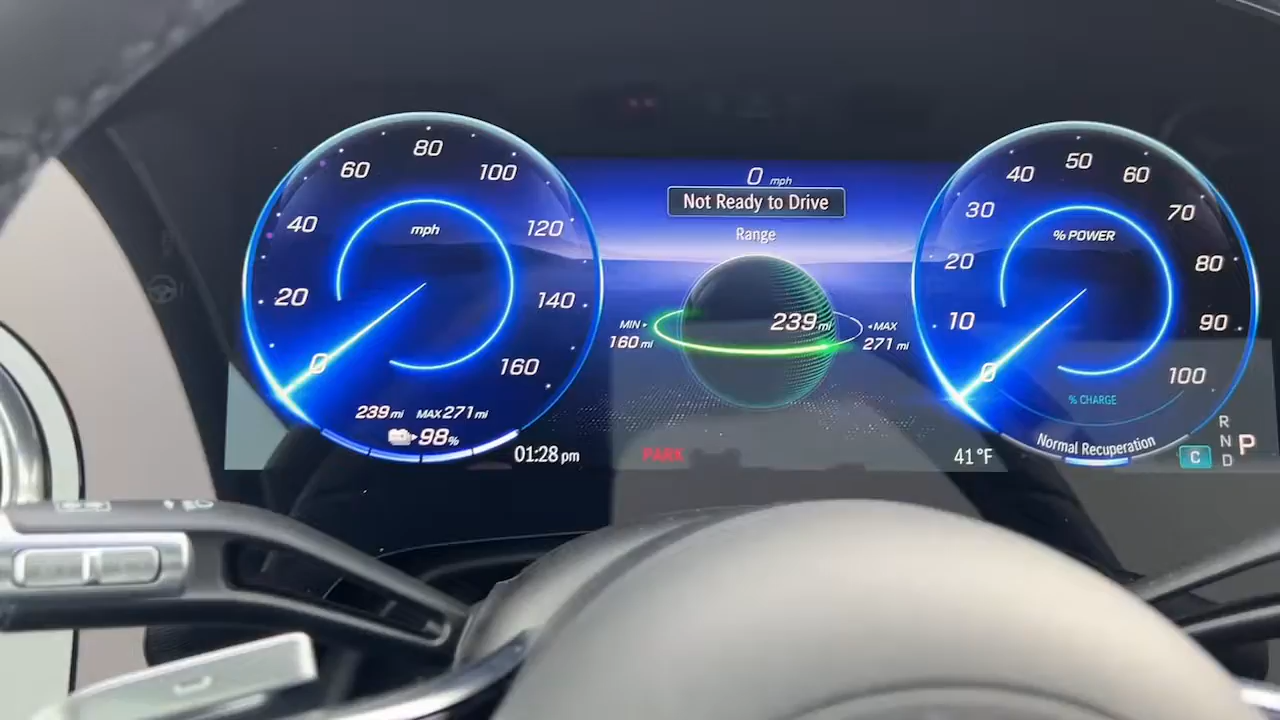 80
60
100
40
120
mph
20
140
0
160
239 mi MAX 271 mi
98%
01:28 pm
0 mph
Not Ready to Drive
Range
MIN
160 mi
239 mi
MAX
271 mi
PARK
41°F
50
40
60
30
70
% POWER
20
80
10
90
0
100
% CHARGE
Normal Recuperation
C
R
N
D
P